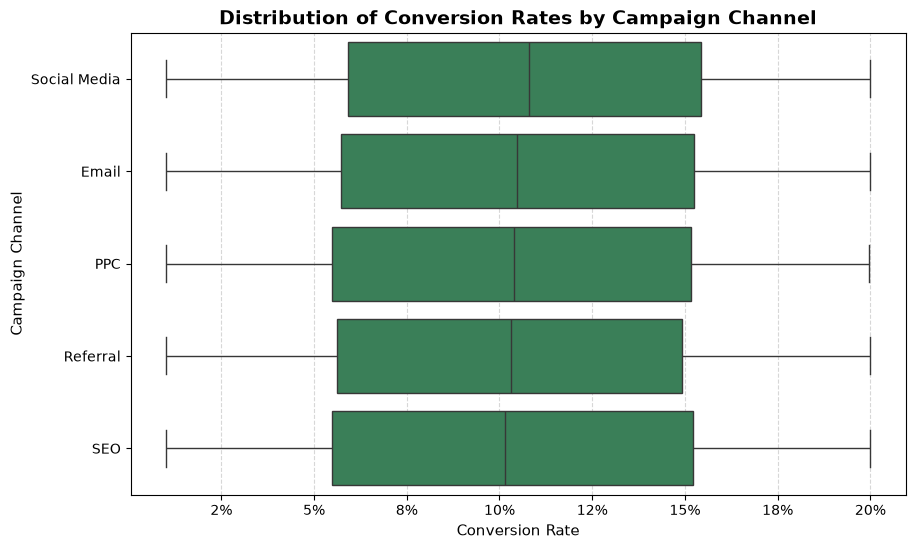 Distribution of Conversion Rates by Campaign Channel
Social Media
Email
PPC
Referral
SEO
Campaign Channel
2% 5% 8% 10% 12% 15% 18% 20%
Conversion Rate